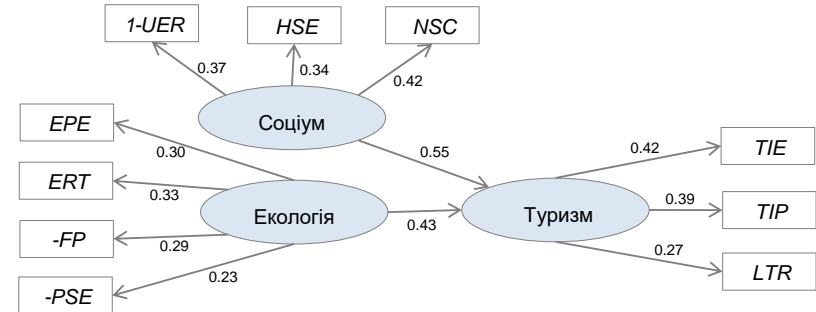 1-UER
HSE
NSC
0.37
0.34
0.42
Соціум
EPE
0.30
0.55
0.42
TIE
ERT
0.33
Екологія
0.43
Туризм
0.39
TIP
-FP
0.29
0.27
LTR
0.23
-PSE